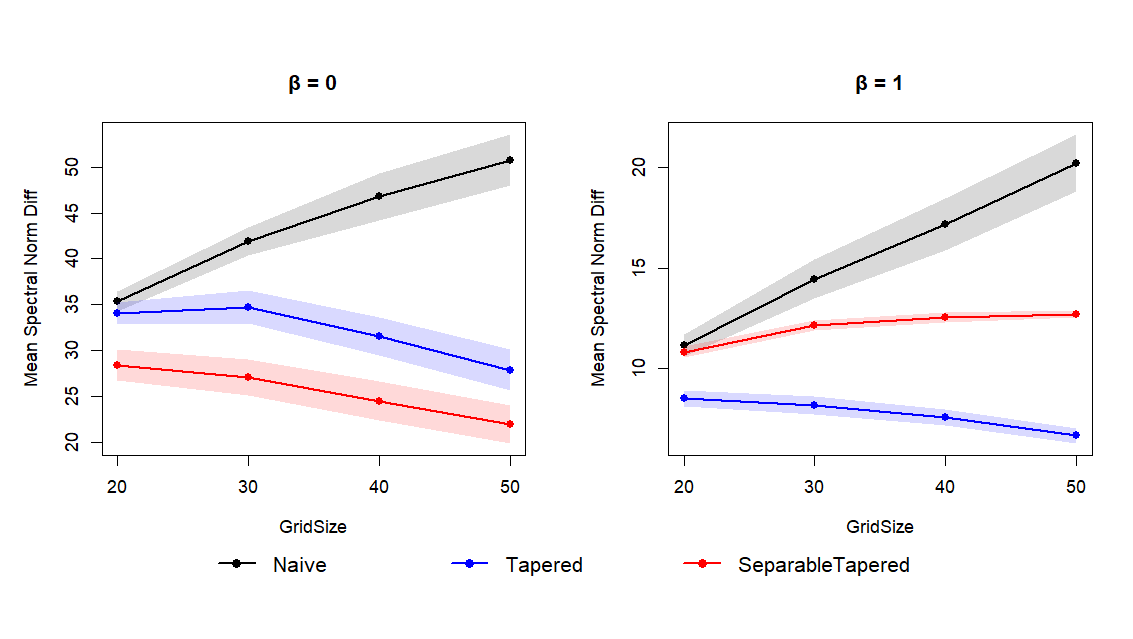 β = 0
Mean Spectral Norm Diff
50
45
40
35
30
25
20
20 30 40 50
GridSize
β = 1
Mean Spectral Norm Diff
20
15
10
20 30 40 50
GridSize
Naive Tapered SeparableTapered